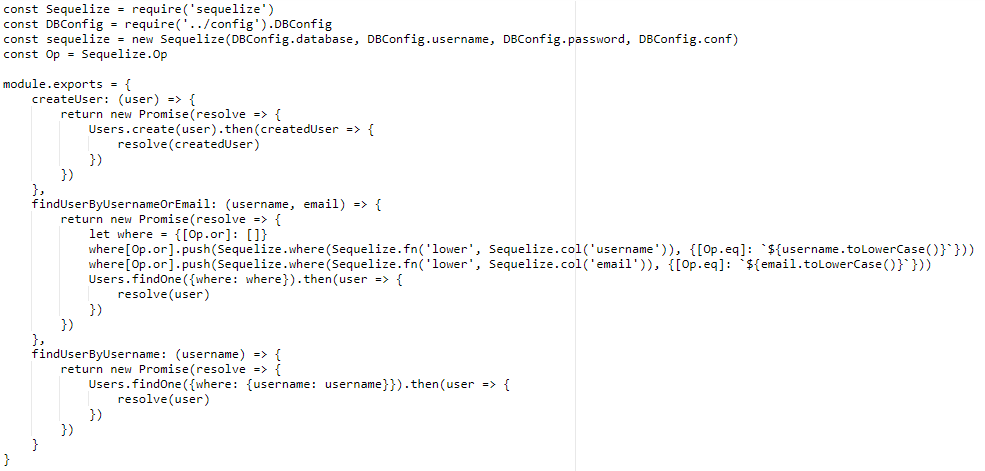 const Sequelize = require('sequelize')
const DBConfig = require('../config').DBConfig
const sequelize = new Sequelize(DBConfig.database, DBConfig.username, DBConfig.password, DBConfig.conf)
const Op = Sequelize.Op

module.exports = {
    createUser: (user) => {
        return new Promise(resolve => {
            Users.create(user).then(createdUser => {
                resolve(createdUser)
            })
        })
    },
    findUserByUsernameOrEmail: (username, email) => {
        return new Promise(resolve => {
            let where = {[Op.or]: []}
            where[Op.or].push(Sequelize.where(Sequelize.fn('lower', Sequelize.col('username')), {[Op.eq]: `${username.toLowerCase()}`}))
            where[Op.or].push(Sequelize.where(Sequelize.fn('lower', Sequelize.col('email')), {[Op.eq]: `${email.toLowerCase()}`}))
            Users.findOne({where: where}).then(user => {
                resolve(user)
            })
        })
    },
    findUserByUsername: (username) => {
        return new Promise(resolve => {
            Users.findOne({where: {username: username}}).then(user => {
                resolve(user)
            })
        })
    }
}